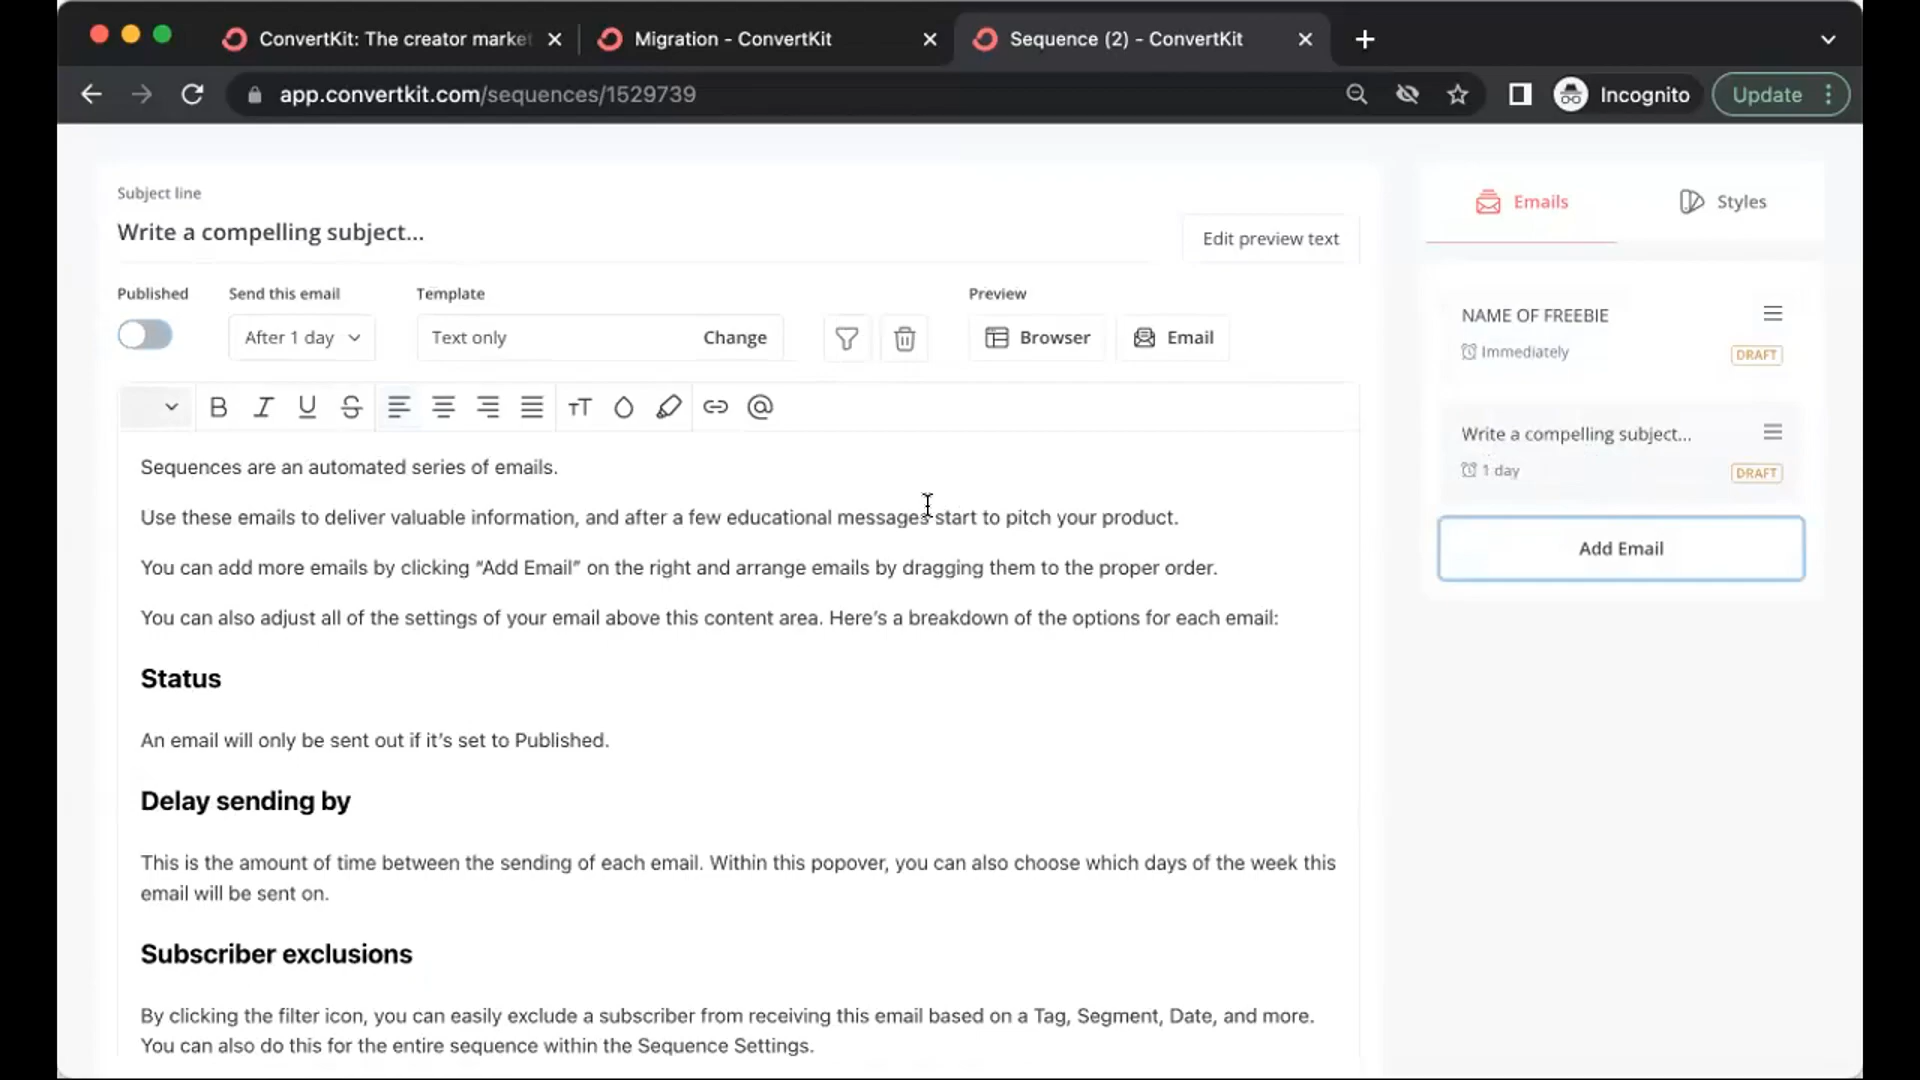 ConvertKit: The creator market
Migration - ConvertKit
Sequence (2) - ConvertKit
app.convertkit.com/sequences/1529739
Incognito
Update
Subject line
Write a compelling subject...
Edit preview text
Published
Send this email
Template
Preview
After 1 day
Text only
Change
Browser
Email
Sequences are an automated series of emails.
Use these emails to deliver valuable information, and after a few educational messages start to pitch your product.
You can add more emails by clicking “Add Email” on the right and arrange emails by dragging them to the proper order.
You can also adjust all of the settings of your email above this content area. Here’s a breakdown of the options for each email:
Status
An email will only be sent out if it’s set to Published.
Delay sending by
This is the amount of time between the sending of each email. Within this popover, you can also choose which days of the week this
email will be sent on.
Subscriber exclusions
By clicking the filter icon, you can easily exclude a subscriber from receiving this email based on a Tag, Segment, Date, and more.
You can also do this for the entire sequence within the Sequence Settings.
Emails
Styles
NAME OF FREEBIE
Immediately
DRAFT
Write a compelling subject...
1 day
DRAFT
Add Email